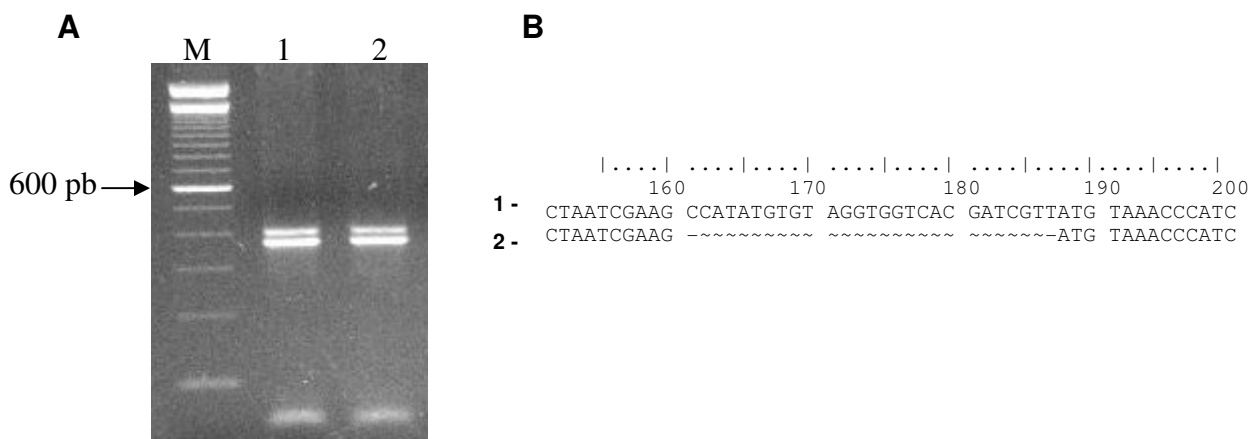 A
B
M 1 2
600 pb
|....| ....|....| ....|....| ....|....|....|
160 170 180 190 200
1 - CTAATCGAAG CCATATGTGT AGGTGGTCAC GATCGTTATG TAAACCCATC
2 - CTAATCGAAG -~~~~~~~~~ ~~~~~~~~~~ ~~~~~~-ATG TAAACCCATC